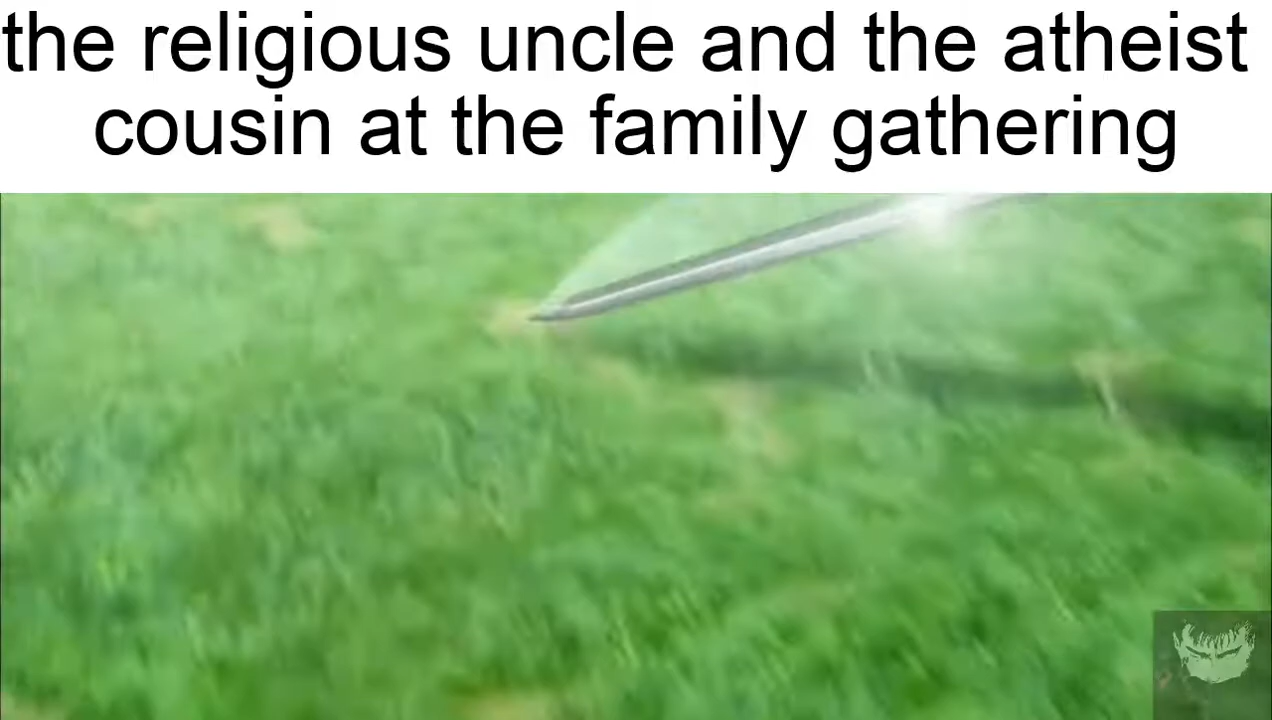 the religious uncle and the atheist
cousin at the family gathering